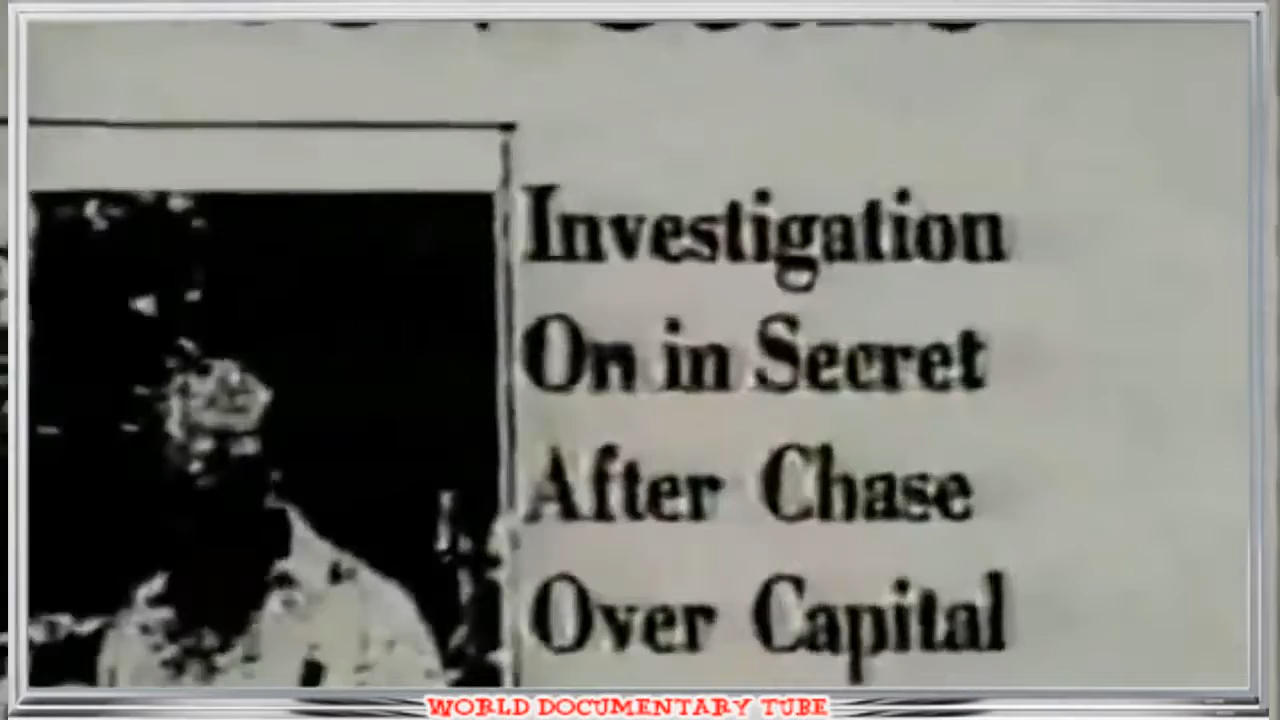 Investigation
On in Secret
After Chase
Over Capital
WORLD DOCUMENTARY TUBE